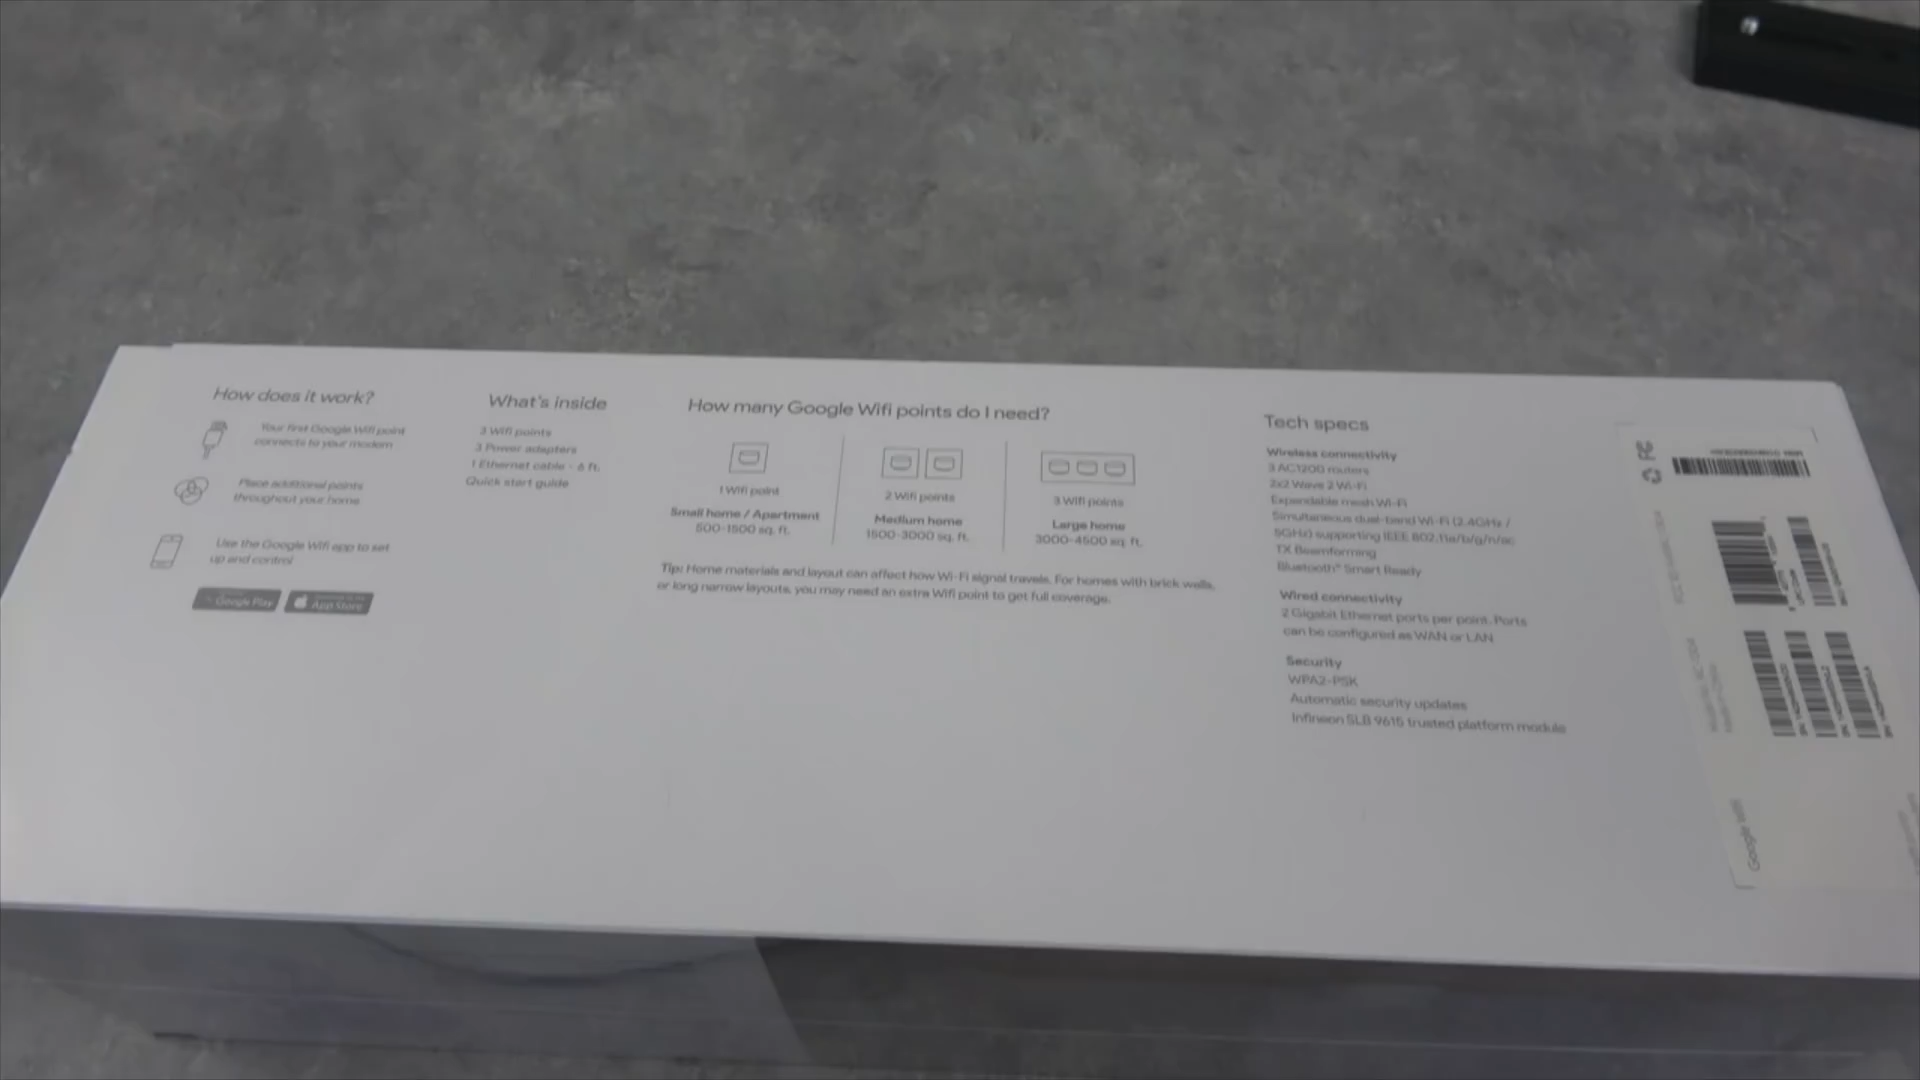 How does it work?
Your first Google Wifi point
connects to your modem
Place additional points
throughout your home
Use the Google Wifi app to set
up and control
Google Play
App Store
What's inside
3 Wifi points
3 Power adapters
1 Ethernet cable - 6 ft.
Quick start guide
How many Google Wifi points do I need?
1 Wifi point
Small home / Apartment
500-1500 sq. ft.
2 Wifi points
Medium home
1500-3000 sq. ft.
3 Wifi points
Large home
3000-4500 sq. ft.
Tip: Home materials and layout can affect how Wi-Fi signal travels. For homes with brick walls,
or long narrow layouts, you may need an extra Wifi point to get full coverage.
Tech specs
Wireless connectivity
3 AC1200 routers
2x2 Wave 2 Wi-Fi
Expandable mesh Wi-Fi
Simultaneous dual-band Wi-Fi (2.4GHz /
5GHz) supporting IEEE 802.11a/b/g/n/ac
TX Beamforming
Bluetooth™ Smart Ready
Wired connectivity
2 Gigabit Ethernet ports per point. Ports
can be configured as WAN or LAN
Security
WPA2-PSK
Automatic security updates
Infineon SLB 9615 trusted platform module
Google Wifi